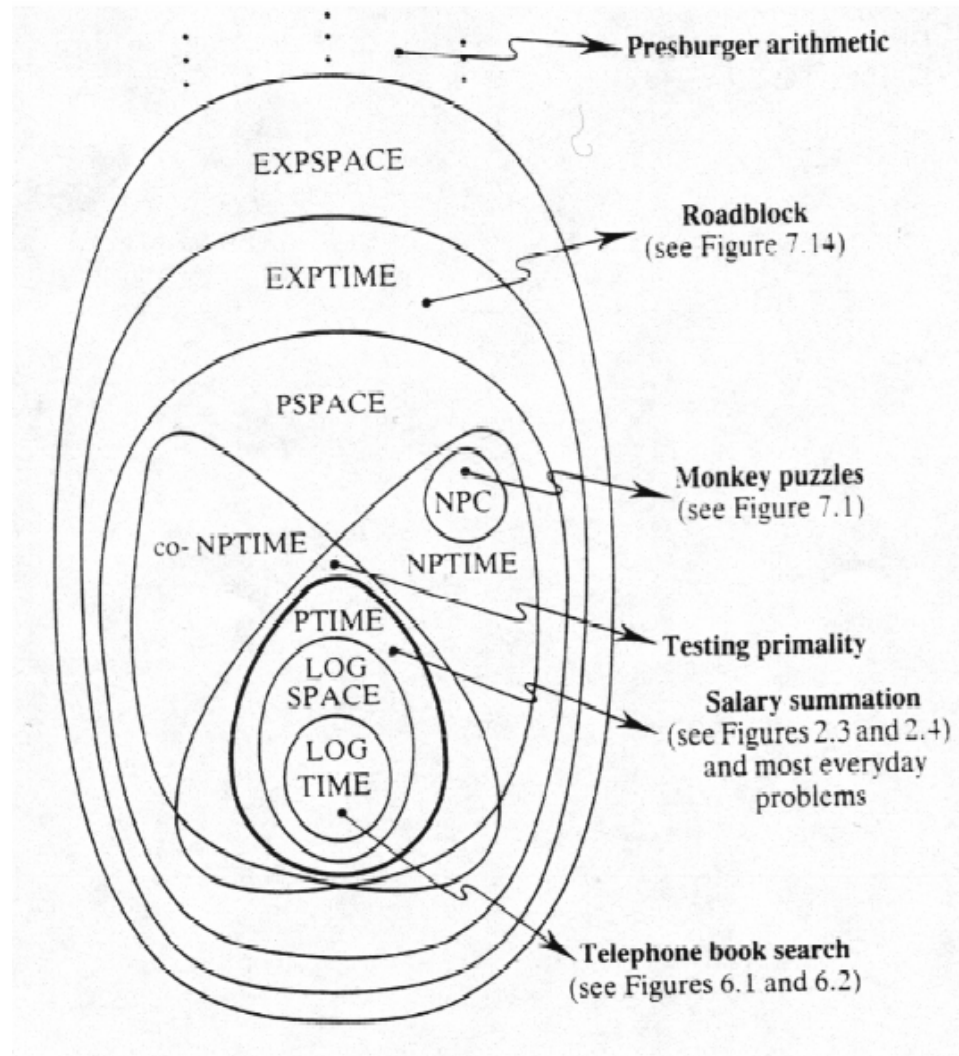 Presburger arithmetic
EXPSPACE
Roadblock
(see Figure 7.14)
EXPTIME
PSPACE
Monkey puzzles
(see Figure 7.1)
NPC
co- NPTIME
NPTIME
PTIME
Testing primality
LOG
SPACE
Salary summation
(see Figures 2.3 and 2.4)
and most everyday
problems
LOG
TIME
Telephone book search
(see Figures 6.1 and 6.2)